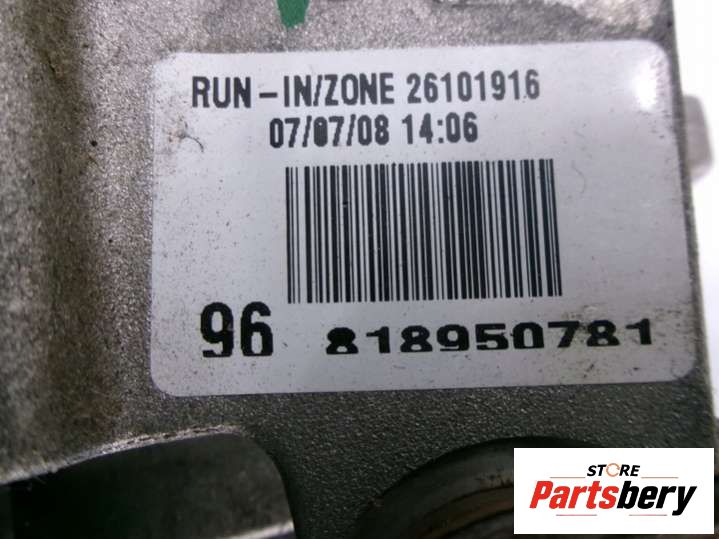 RUN-IN/ZONE 26101916
07/07/08 14:06
96 818950781
STORE
Partsbery